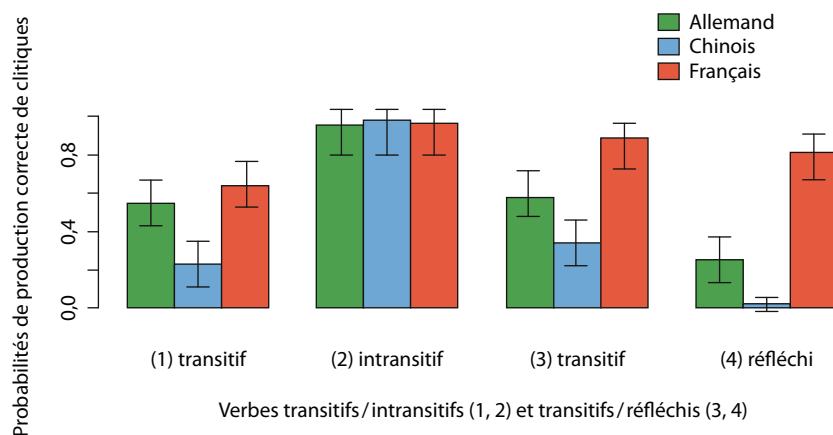 Allemand
Chinois
Français
Probabilités de production correcte de clitiques
0,8
0,4
0,0
(1) transitif
(2) intransitif
(3) transitif
(4) réfléchi
Verbes transitifs/intransitifs (1, 2) et transitifs/réfléchis (3, 4)